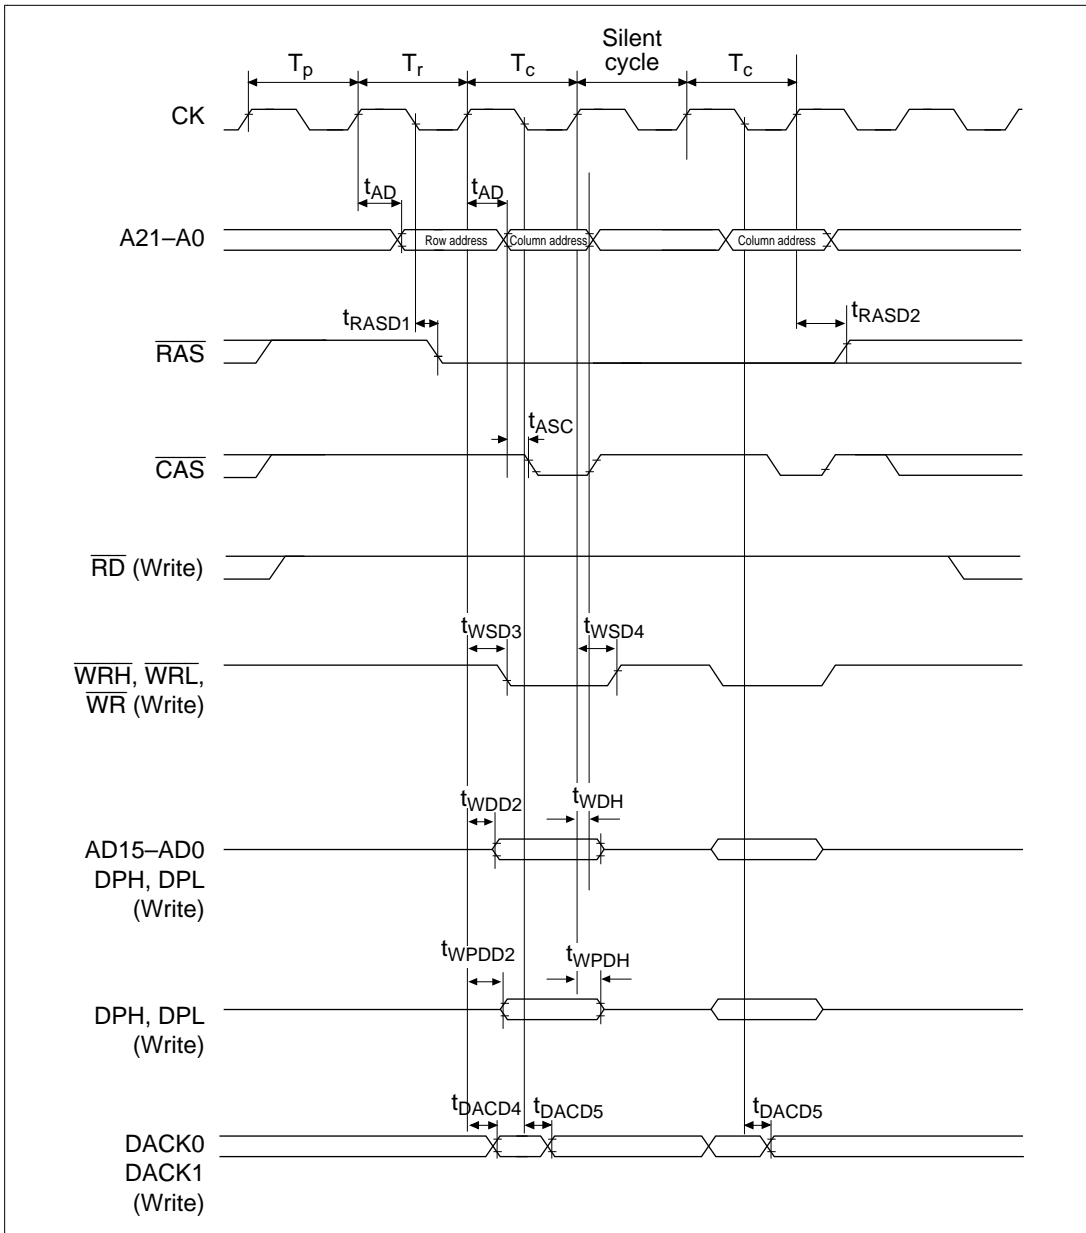 Silent
cycle
Tp Tr Tc Tc
CK
tAD tAD
A21–A0 Row address Column address Column address
tRASD1 tRASD2
RAS
tASC
CAS
RD (Write)
tWSD3 tWSD4
WRH, WRL,
WR (Write)
tWDD2 tWDH
AD15–AD0
DPH, DPL
(Write)
tWPDD2 tWPDH
DPH, DPL
(Write)
tDACD4 tDACD5 tDACD5
DACK0
DACK1
(Write)